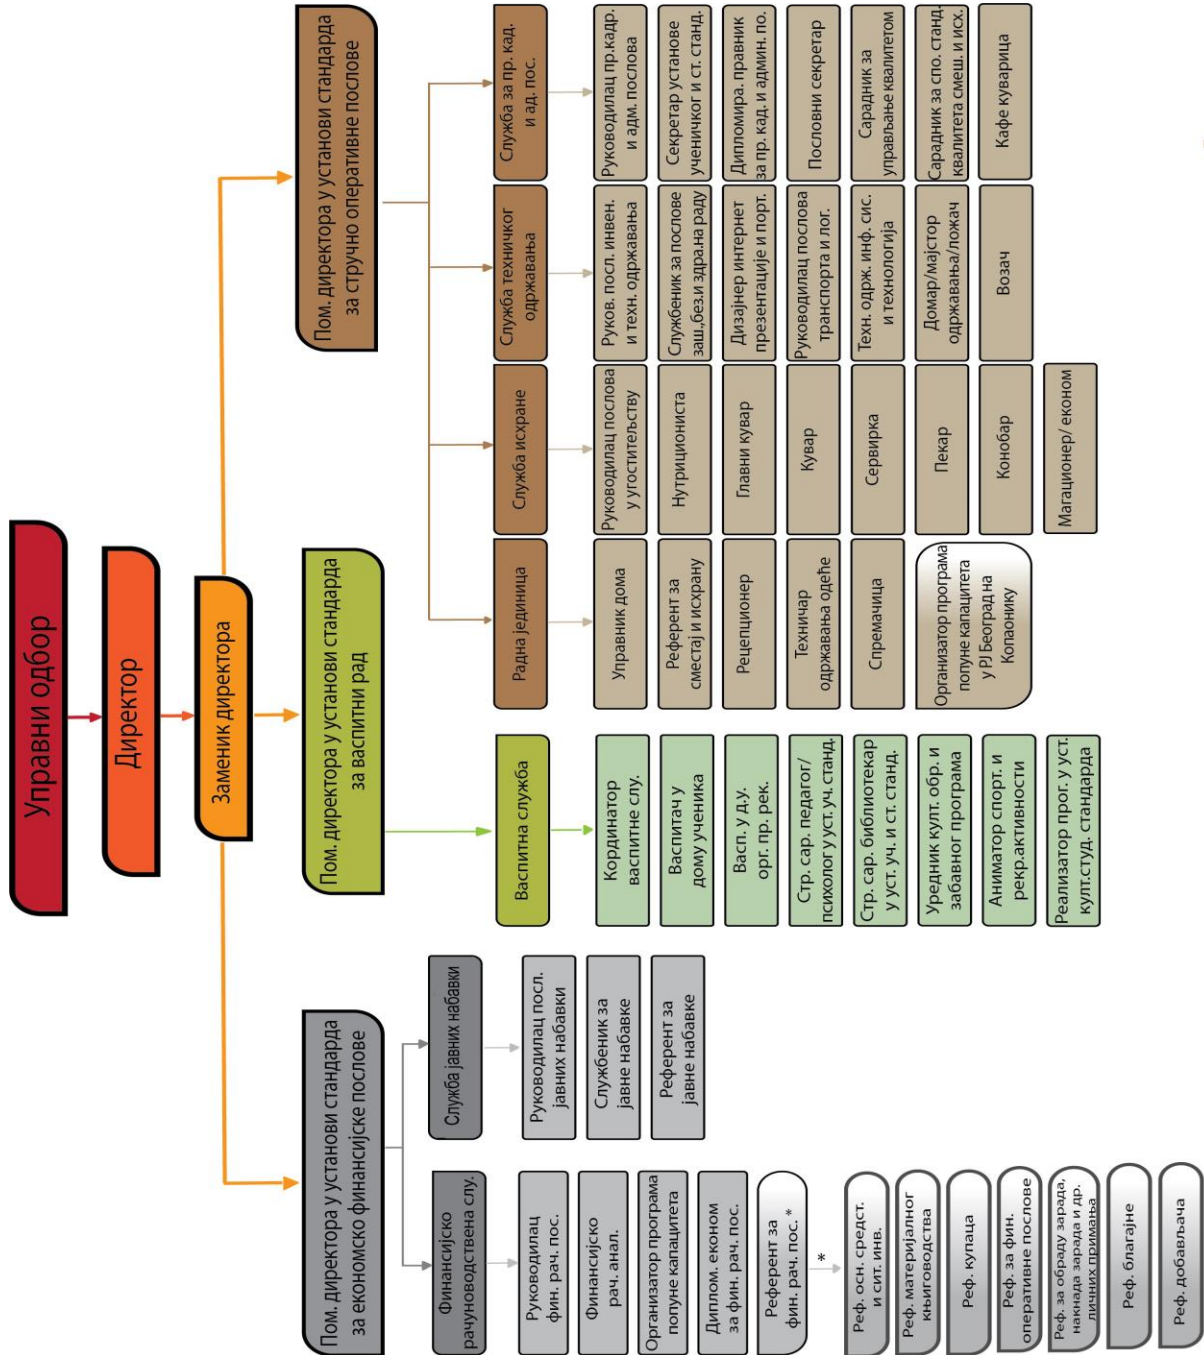 Управни одбор
Директор
Заменик директора
Пом. директора у установи стандарда
за економско финансијске послове
Пом. директора у установи стандарда
за васпитни рад
Пом. директора у установи стандарда
за стручно оперативне послове
Финансијско
рачуноводствена слу.
Руководилац
фин. рач. пос.
Финансијско
рач. анал.
Организатор програма
попуне капацитета
Диплом. економ
за фин. рач. пос.
Референт за
фин. рач. пос. *
*
Реф. осн. средст.
и сит. инв.
Реф. материјалног
књиговодства
Реф. купаца
Реф. за фин.
оперативне послове
Реф. за обраду зарада,
накнада зарада и др.
личних примања
Реф. благајне
Реф. добављача
Служба јавних набавки
Руководилац посл.
јавних набавки
Службеник за
јавне набавке
Референт за
јавне набавке
Васпитна служба
Кординатор
васпитне слу.
Васпитач у
дому ученика
Васп. у д.у.
орг. пр. рек.
Стр. сар. педагог/
психолог у уст. уч. станд.
Стр. сар. библиотекар
у уст. уч. и ст. станд.
Уредник култ. обр. и
забавног програма
Аниматор спорт. и
рекр.активности
Реализатор прог. у уст.
култ.студ. стандарда
Радна јединица
Управник дома
Референт за
сместај и исхрану
Рецепционер
Техничар
одржавања одеће
Спремачица
Организатор програма
попуне капацитета
у РЈ Београд на
Копаонику
Служба исхране
Руководилац послова
у угоститељству
Нутрициониста
Главни кувар
Кувар
Сервирка
Пекар
Конобар
Магационер/ економ
Служба техничког
одржавања
Руков. посл. инвен.
и техн. одржавања
Службеник за послове
заш.,без.и здра.на раду
Дизајнер интернет
презентације и порт.
Руководилац послова
транспорта и лог.
Техн. одрж. инф. сис.
и технологија
Домар/мајстор
одржавања/ложач
Возач
Служба за пр. кад.
и ад. пос.
Руководилац пр.кадр.
и адм. послова
Секретар установе
ученичког и ст. станд.
Дипломира. правник
за пр. кад. и админ. по.
Пословни секретар
Сарадник за
управљање квалитетом
Сарадник за спо. станд.
квалитета смеш. и исх.
Кафе куварица